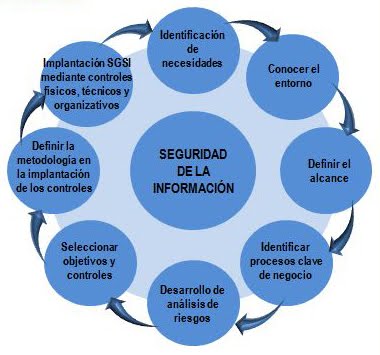 Identificación
de
necesidades
Conocer el
entorno
Definir el
alcance
Identificar
procesos clave
de negocio
Desarrollo de
análisis de
riesgos
Seleccionar
objetivos y
controles
Definir la
metodología en
la implantación
de los controles
Implantación SGSI
mediante controles
físicos, técnicos y
organizativos
SEGURIDAD
DE LA
INFORMACIÓN